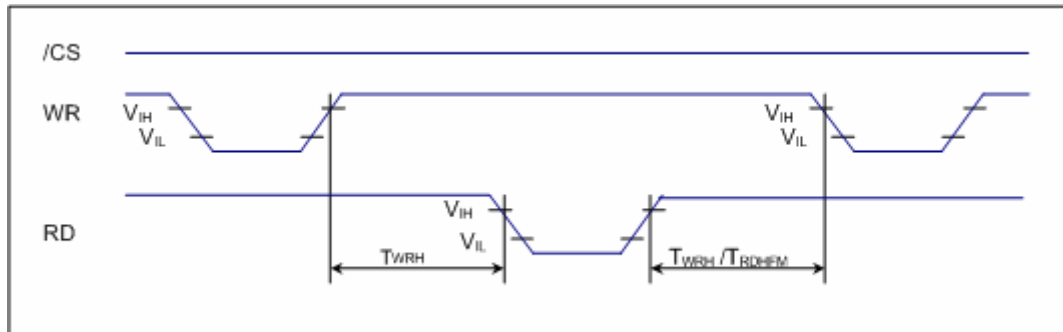 /CS
WR
VIH
VIL
VIH
VIL
RD
VIH
VIL
TWRH
TWRH /TRDHFM